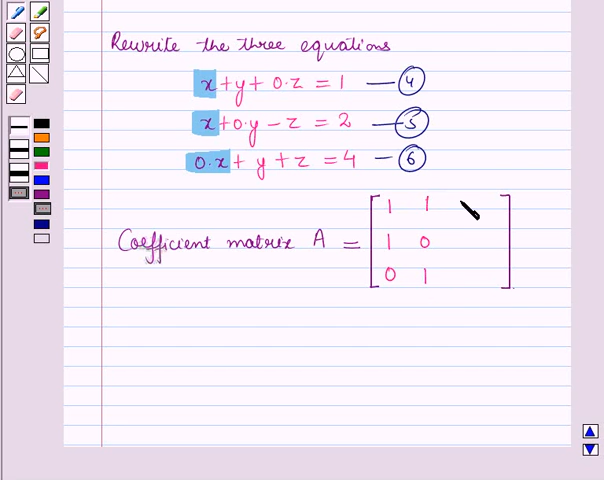 Rewrite the three equations
x + y + 0·z = 1 — 4
x + 0·y − z = 2 — 5
0·x + y + z = 4 — 6
1 1
Coefficient matrix A = 1 0
0 1